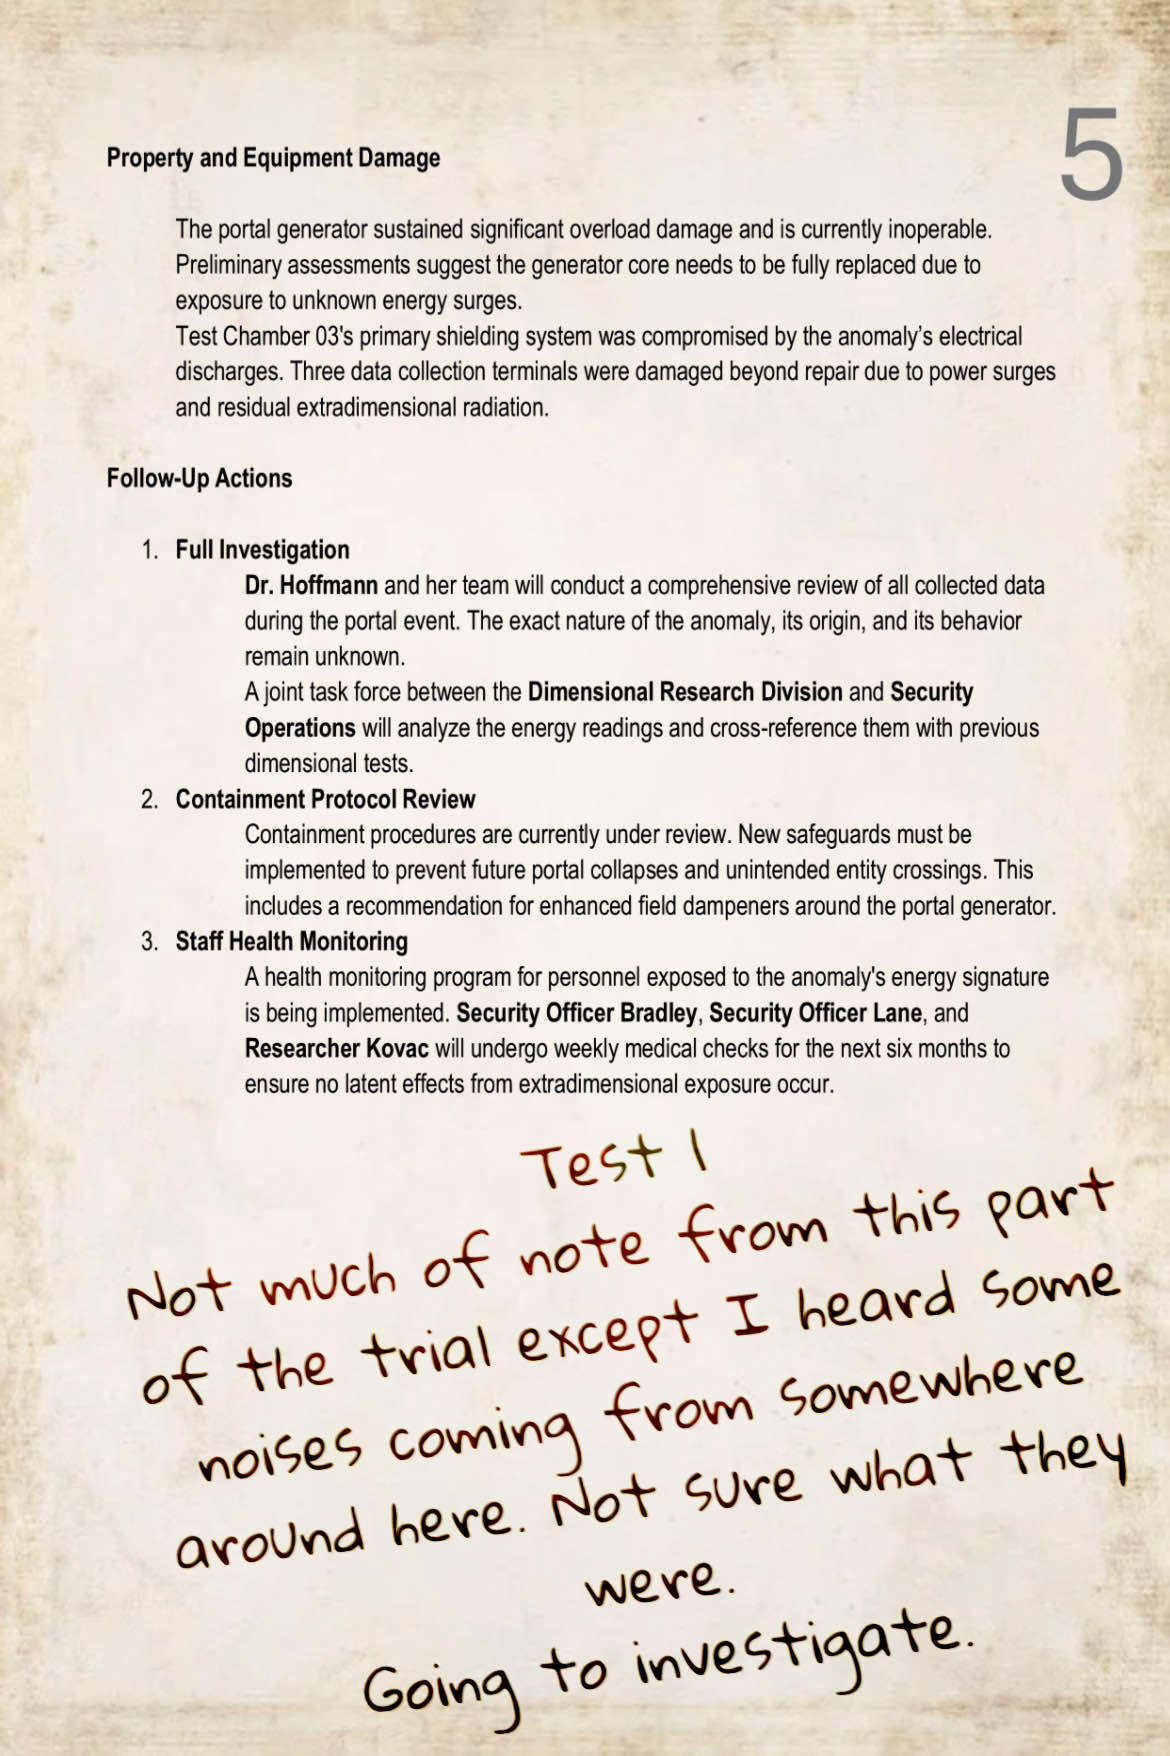 5
Property and Equipment Damage
The portal generator sustained significant overload damage and is currently inoperable.
Preliminary assessments suggest the generator core needs to be fully replaced due to
exposure to unknown energy surges.
Test Chamber 03's primary shielding system was compromised by the anomaly’s electrical
discharges. Three data collection terminals were damaged beyond repair due to power surges
and residual extradimensional radiation.
Follow-Up Actions
1. Full Investigation
Dr. Hoffmann and her team will conduct a comprehensive review of all collected data
during the portal event. The exact nature of the anomaly, its origin, and its behavior
remain unknown.
A joint task force between the Dimensional Research Division and Security
Operations will analyze the energy readings and cross-reference them with previous
dimensional tests.
2. Containment Protocol Review
Containment procedures are currently under review. New safeguards must be
implemented to prevent future portal collapses and unintended entity crossings. This
includes a recommendation for enhanced field dampeners around the portal generator.
3. Staff Health Monitoring
A health monitoring program for personnel exposed to the anomaly's energy signature
is being implemented. Security Officer Bradley, Security Officer Lane, and
Researcher Kovac will undergo weekly medical checks for the next six months to
ensure no latent effects from extradimensional exposure occur.
Test 1
Not much of note from this part
of the trial except I heard some
noises coming from somewhere
around here. Not sure what they
were.
Going to investigate.